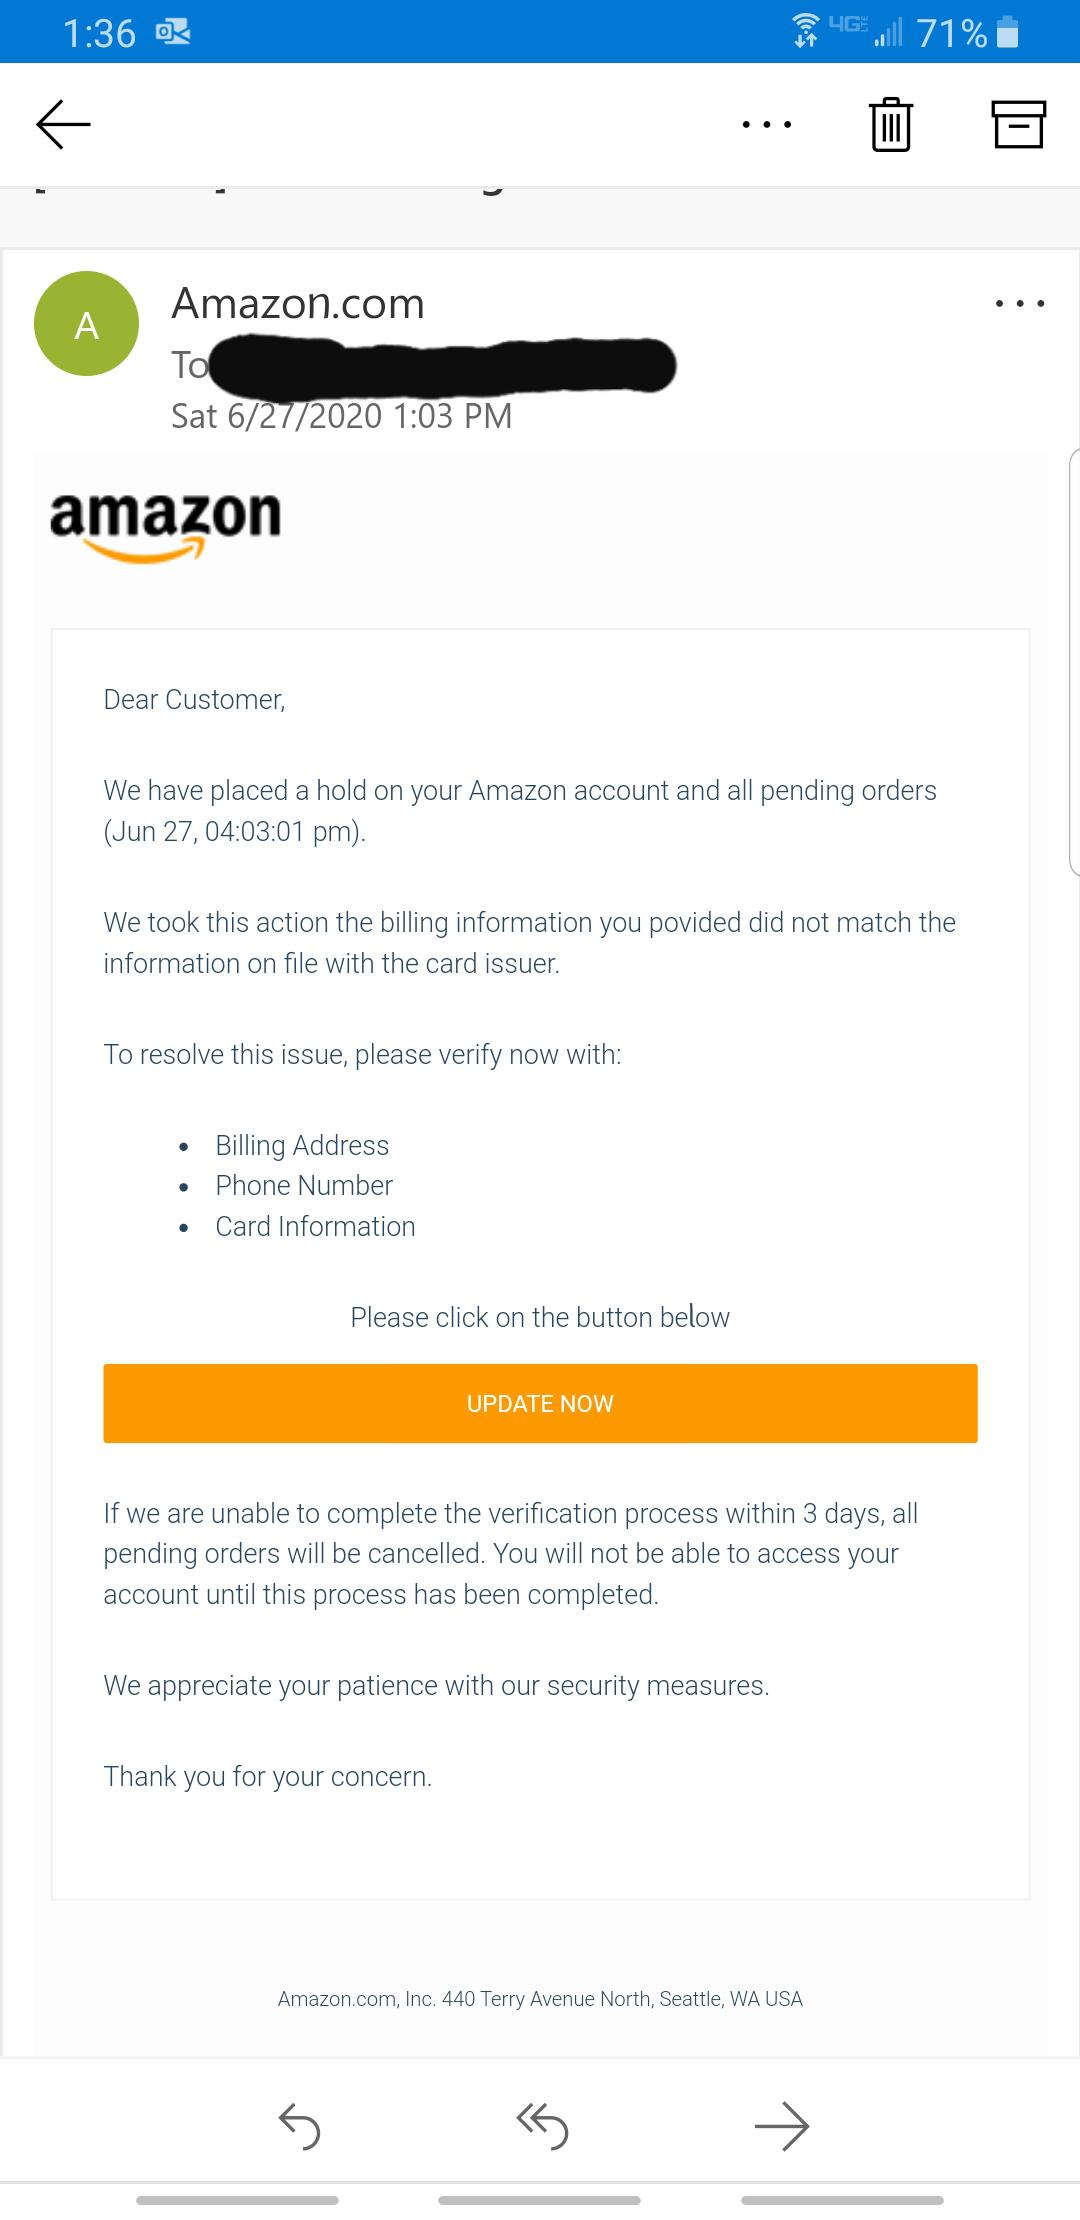 1:36 4G LTE 71%
A
Amazon.com
To
Sat 6/27/2020 1:03 PM
amazon
Dear Customer,
We have placed a hold on your Amazon account and all pending orders
(Jun 27, 04:03:01 pm).
We took this action the billing information you povided did not match the
information on file with the card issuer.
To resolve this issue, please verify now with:
• Billing Address
• Phone Number
• Card Information
Please click on the button below
UPDATE NOW
If we are unable to complete the verification process within 3 days, all
pending orders will be cancelled. You will not be able to access your
account until this process has been completed.
We appreciate your patience with our security measures.
Thank you for your concern.
Amazon.com, Inc. 440 Terry Avenue North, Seattle, WA USA